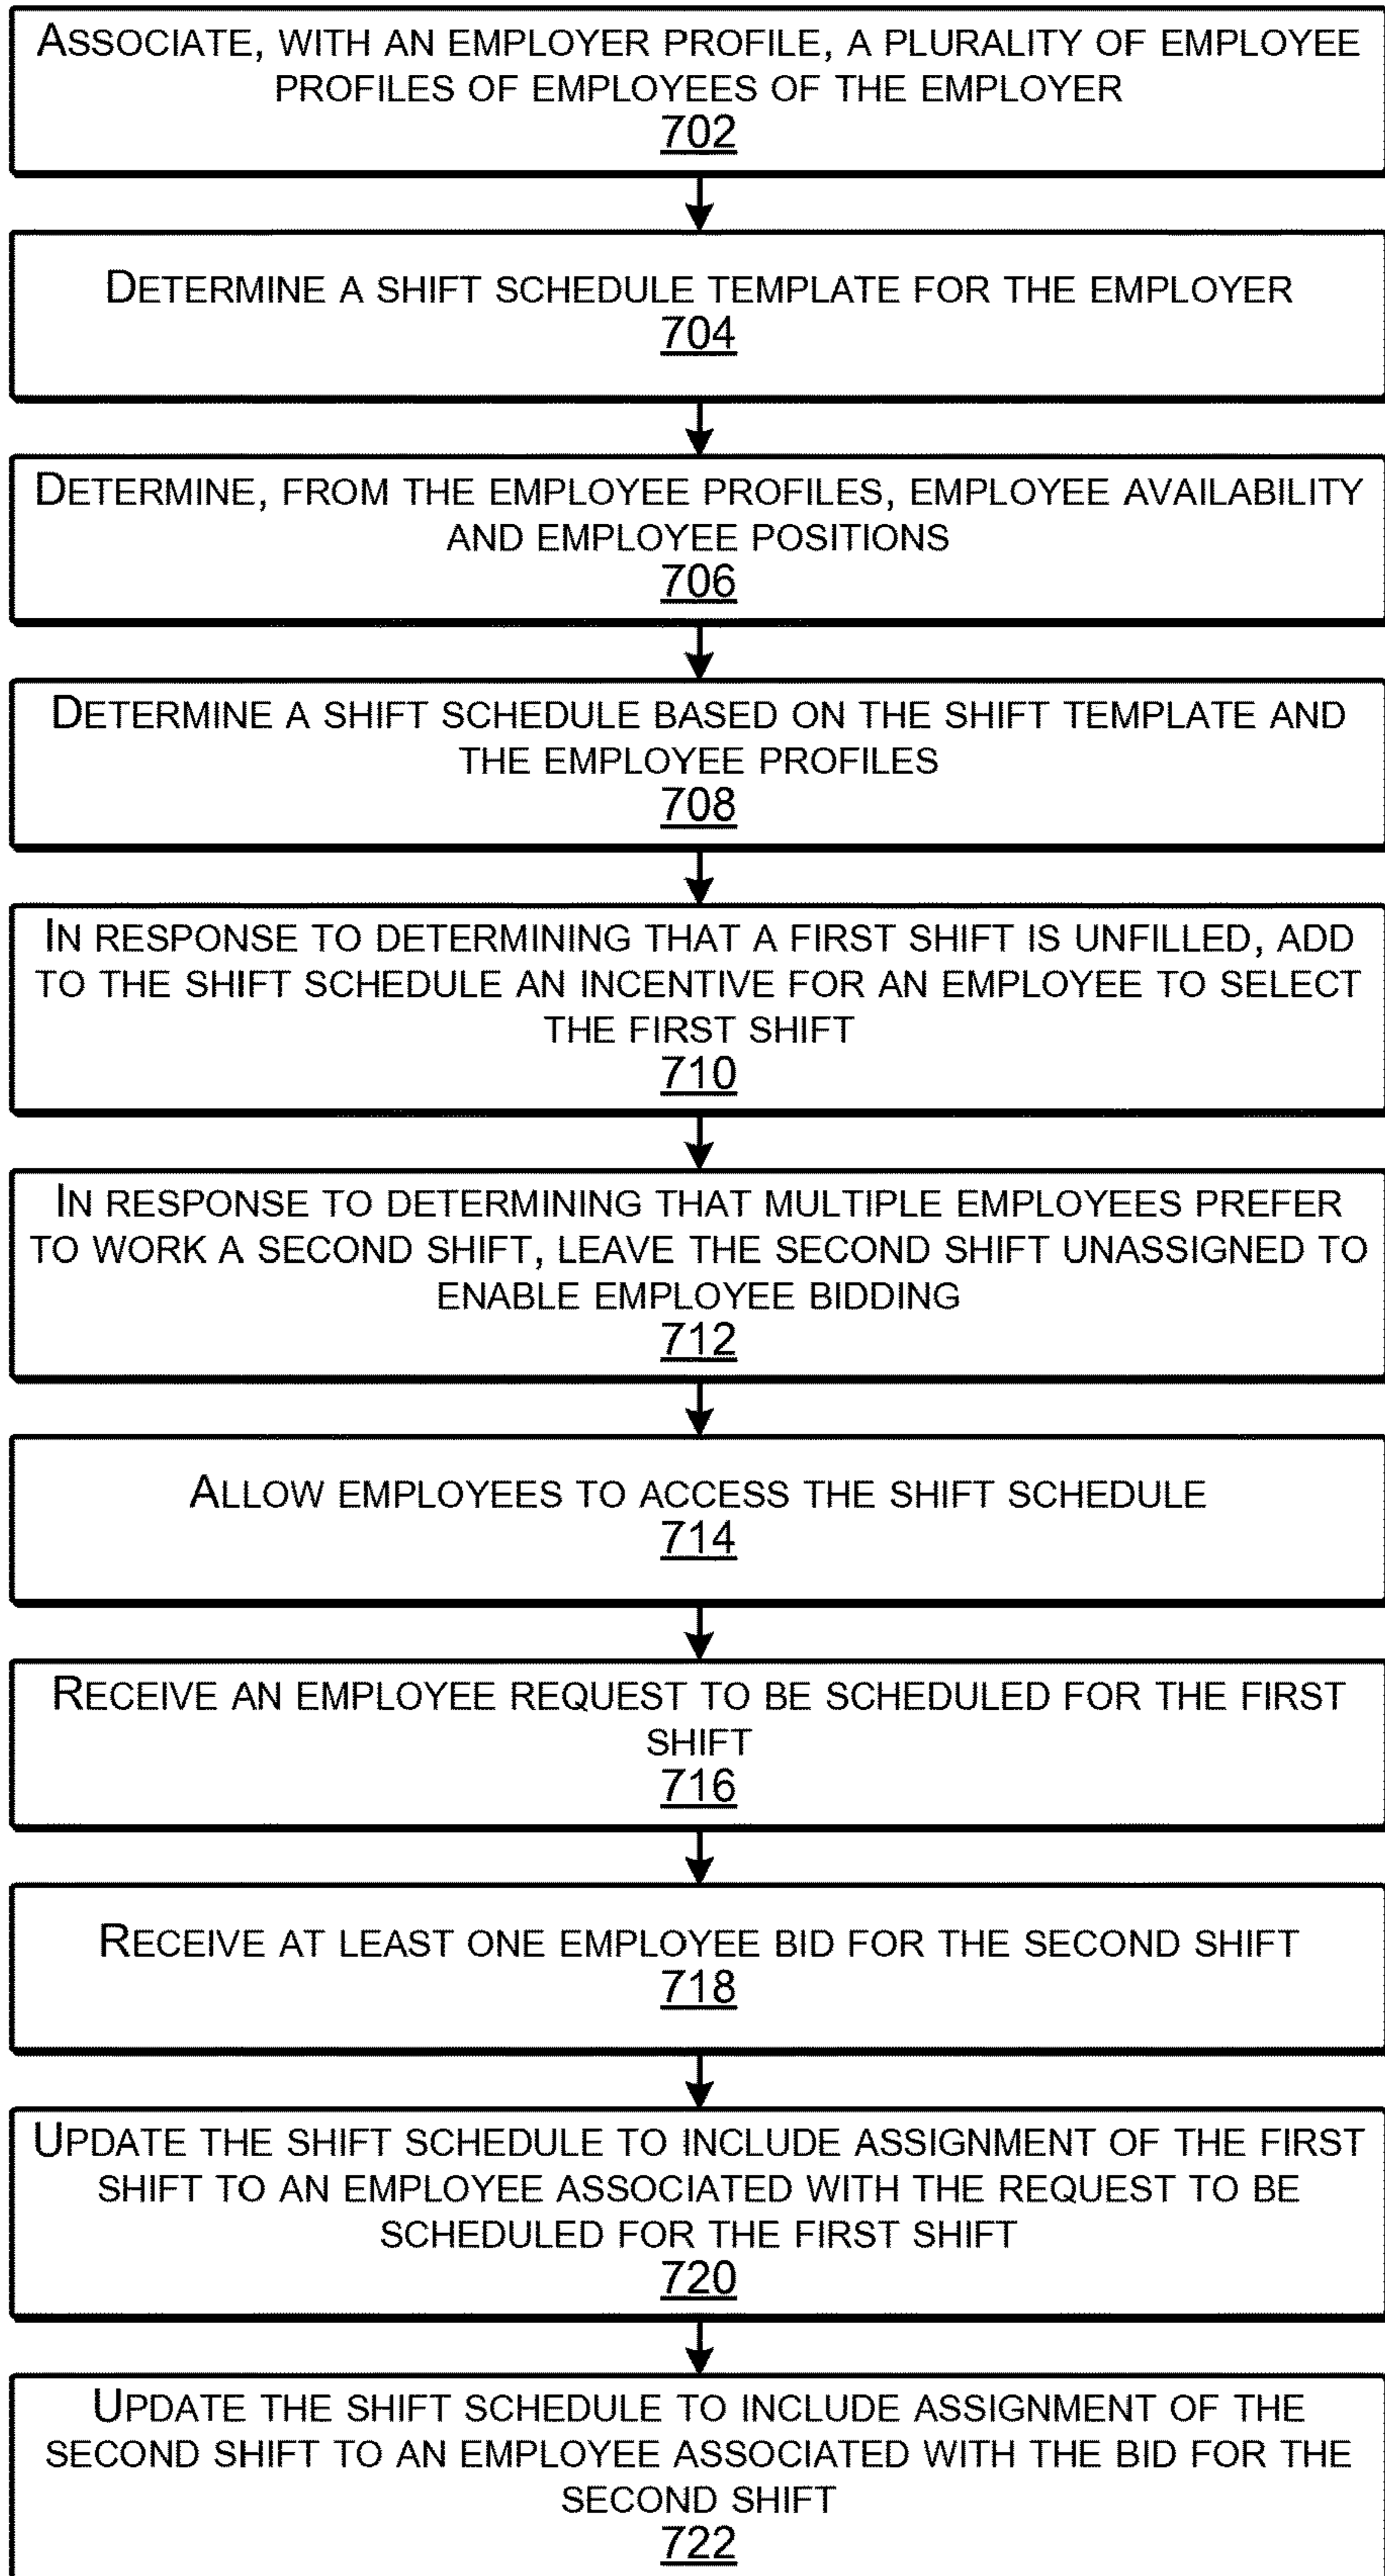 ASSOCIATE, WITH AN EMPLOYER PROFILE, A PLURALITY OF EMPLOYEE
PROFILES OF EMPLOYEES OF THE EMPLOYER
702
DETERMINE A SHIFT SCHEDULE TEMPLATE FOR THE EMPLOYER
704
DETERMINE, FROM THE EMPLOYEE PROFILES, EMPLOYEE AVAILABILITY
AND EMPLOYEE POSITIONS
706
DETERMINE A SHIFT SCHEDULE BASED ON THE SHIFT TEMPLATE AND
THE EMPLOYEE PROFILES
708
IN RESPONSE TO DETERMINING THAT A FIRST SHIFT IS UNFILLED, ADD
TO THE SHIFT SCHEDULE AN INCENTIVE FOR AN EMPLOYEE TO SELECT
THE FIRST SHIFT
710
IN RESPONSE TO DETERMINING THAT MULTIPLE EMPLOYEES PREFER
TO WORK A SECOND SHIFT, LEAVE THE SECOND SHIFT UNASSIGNED TO
ENABLE EMPLOYEE BIDDING
712
ALLOW EMPLOYEES TO ACCESS THE SHIFT SCHEDULE
714
RECEIVE AN EMPLOYEE REQUEST TO BE SCHEDULED FOR THE FIRST
SHIFT
716
RECEIVE AT LEAST ONE EMPLOYEE BID FOR THE SECOND SHIFT
718
UPDATE THE SHIFT SCHEDULE TO INCLUDE ASSIGNMENT OF THE FIRST
SHIFT TO AN EMPLOYEE ASSOCIATED WITH THE REQUEST TO BE
SCHEDULED FOR THE FIRST SHIFT
720
UPDATE THE SHIFT SCHEDULE TO INCLUDE ASSIGNMENT OF THE
SECOND SHIFT TO AN EMPLOYEE ASSOCIATED WITH THE BID FOR THE
SECOND SHIFT
722